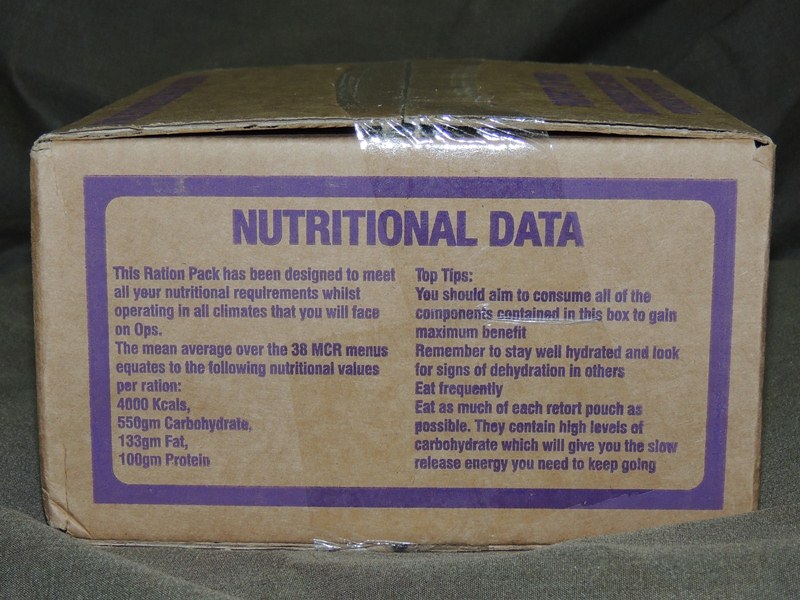 NUTRITIONAL DATA
This Ration Pack has been designed to meet
all your nutritional requirements whilst
operating in all climates that you will face
on Ops.
The mean average over the 38 MCR menus
equates to the following nutritional values
per ration:
4000 Kcals,
550gm Carbohydrate,
133gm Fat,
100gm Protein
Top Tips:
You should aim to consume all of the
components contained in this box to gain
maximum benefit
Remember to stay well hydrated and look
for signs of dehydration in others
Eat frequently
Eat as much of each retort pouch as
possible. They contain high levels of
carbohydrate which will give you the slow
release energy you need to keep going